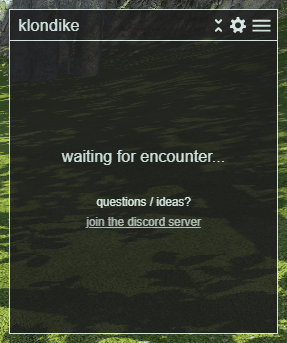 klondike
waiting for encounter...
questions / ideas?
join the discord server